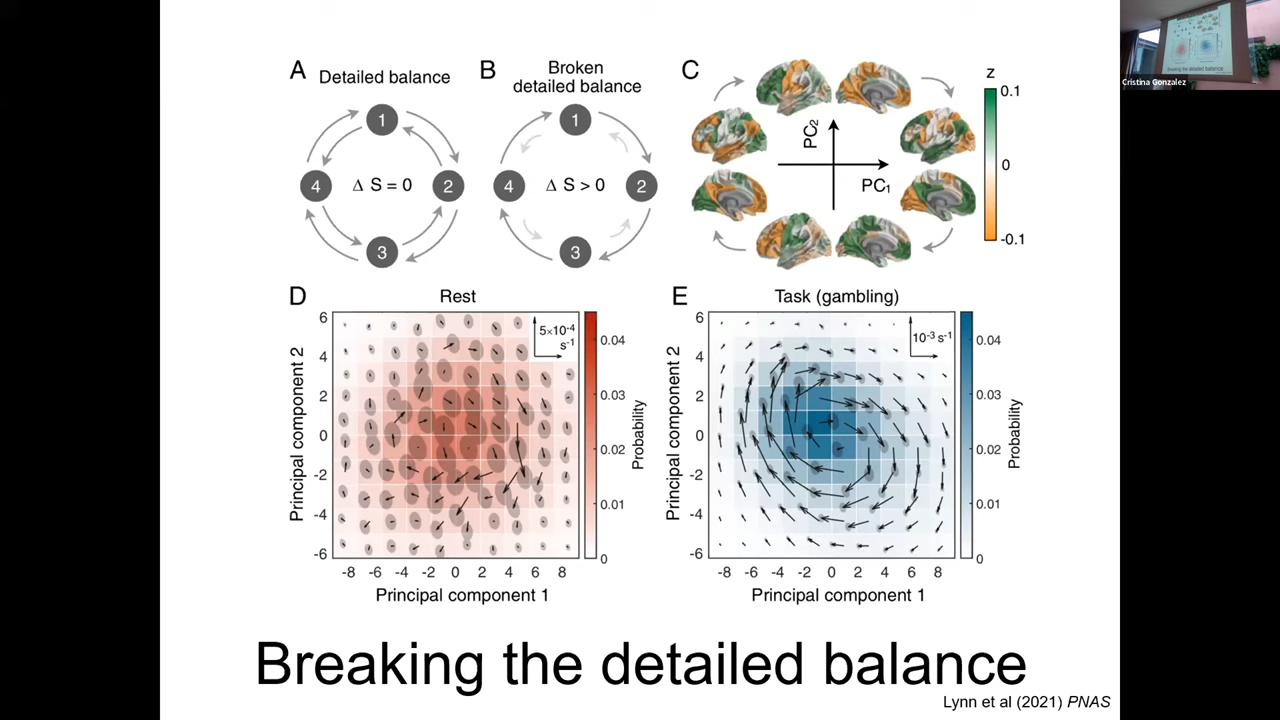 A Detailed balance
1
4 Δ S = 0 2
3
B Broken
detailed balance
1
4 Δ S > 0 2
3
C
PC2
PC1
z
0.1
0
-0.1
D Rest
Principal component 2
6
4
2
0
-2
-4
-6
5×10-4
s-1
-8 -6 -4 -2 0 2 4 6 8
Principal component 1
0.04
0.03
0.02
0.01
0
Probability
E Task (gambling)
Principal component 2
6
4
2
0
-2
-4
-6
10-3 s-1
-8 -6 -4 -2 0 2 4 6 8
Principal component 1
0.04
0.03
0.02
0.01
0
Probability
Breaking the detailed balance
Lynn et al (2021) PNAS
Breaking the detailed balance
Cristina Gonzalez